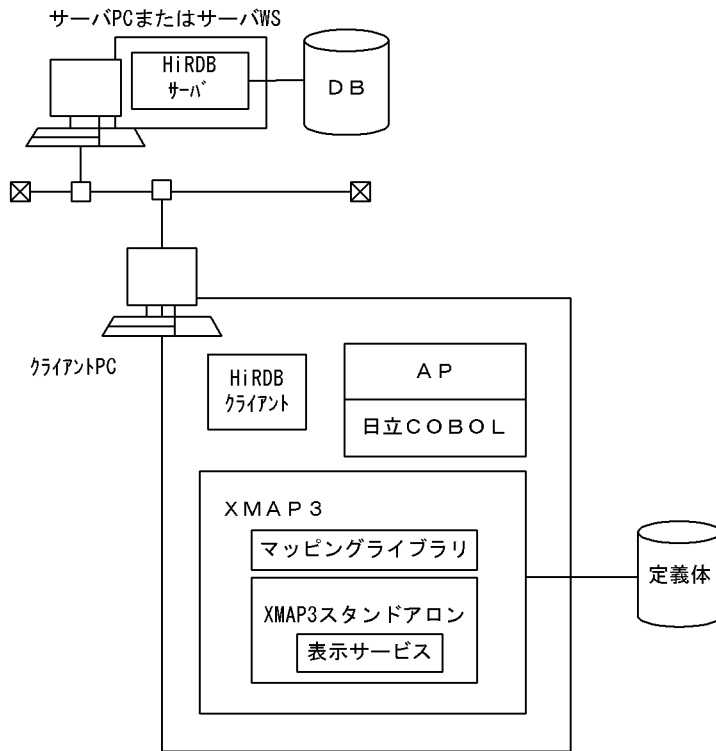 サーバPCまたはサーバWS
HiRDB
ｻｰﾊﾞ
ＤＢ
ｸﾗｲｱﾝﾄPC
HiRDB
ｸﾗｲｱﾝﾄ
ＡＰ
日立ＣＯＢＯＬ
ＸＭＡＰ３
マッピングライブラリ
XMAP3スタンドアロン
表示サービス
定義体